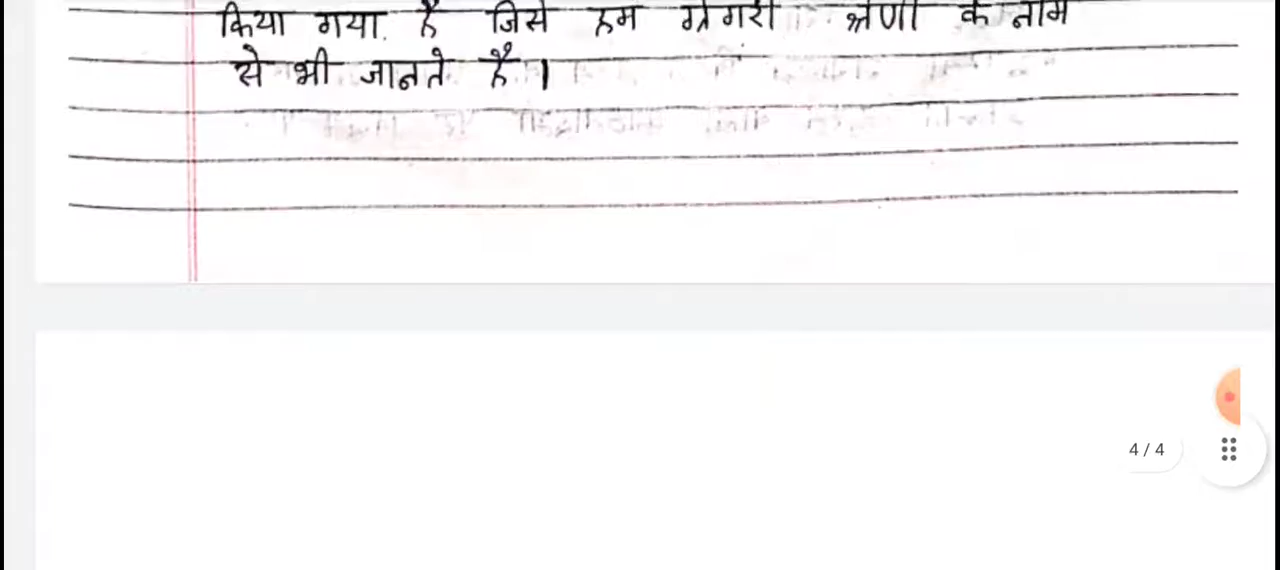 किया गया है जिसे हम ग्रेगरी श्रेणी के नाम
से भी जानते है।
4 / 4